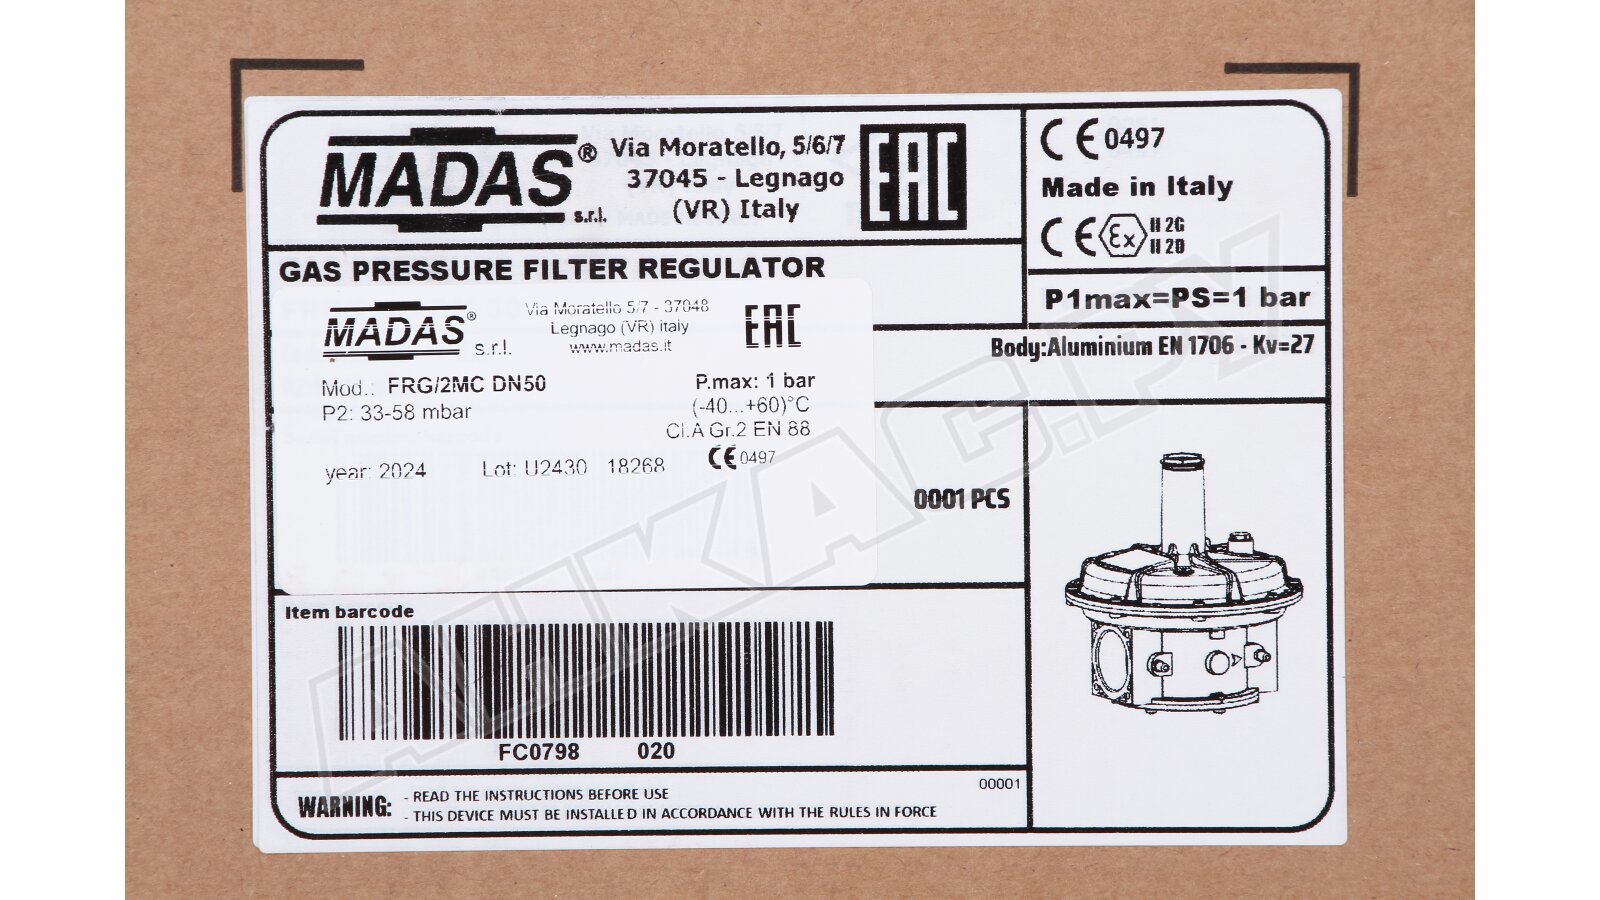 MADAS® s.r.l.
Via Moratello, 5/6/7
37045 - Legnago
(VR) Italy
EAC
CE 0497
Made in Italy
CE Ex II 2G
II 2D
GAS PRESSURE FILTER REGULATOR
P1max=PS=1 bar
MADAS® s.r.l.
Via Moratello 5/7 - 37048
Legnago (VR) italy
www.madas.it
EAC
Body:Aluminium EN 1706 - Kv=27
Mod.: FRG/2MC DN50
P.max: 1 bar
P2: 33-58 mbar
(-40...+60)°C
Cl.A Gr.2 EN 88
CE 0497
year: 2024 Lot: U2430 18268
0001 PCS
Item barcode
FC0798 020
00001
WARNING:
- READ THE INSTRUCTIONS BEFORE USE
- THIS DEVICE MUST BE INSTALLED IN ACCORDANCE WITH THE RULES IN FORCE
ALKAC.PY